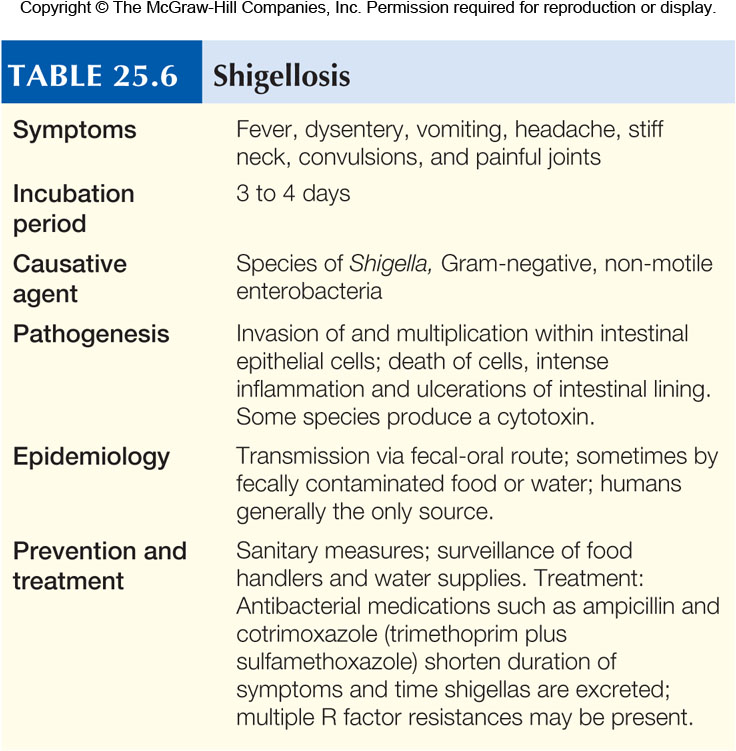 Copyright © The McGraw-Hill Companies, Inc. Permission required for reproduction or display.
TABLE 25.6 Shigellosis
Symptoms Fever, dysentery, vomiting, headache, stiff
neck, convulsions, and painful joints
Incubation 3 to 4 days
period
Causative Species of Shigella, Gram-negative, non-motile
agent enterobacteria
Pathogenesis Invasion of and multiplication within intestinal
epithelial cells; death of cells, intense
inflammation and ulcerations of intestinal lining.
Some species produce a cytotoxin.
Epidemiology Transmission via fecal-oral route; sometimes by
fecally contaminated food or water; humans
generally the only source.
Prevention and Sanitary measures; surveillance of food
treatment handlers and water supplies. Treatment:
Antibacterial medications such as ampicillin and
cotrimoxazole (trimethoprim plus
sulfamethoxazole) shorten duration of
symptoms and time shigellas are excreted;
multiple R factor resistances may be present.